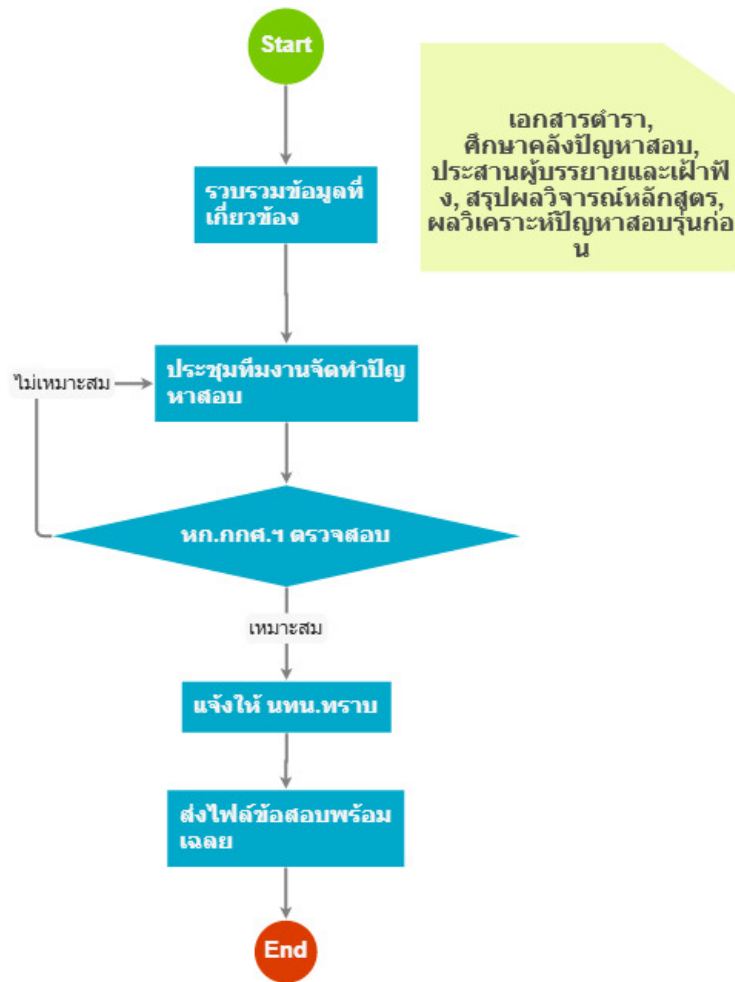 Start
เอกสารตำรา,
ศึกษาคลังปัญหาสอบ,
ประสานผู้บรรยายและเฝ้าฟั
ง, สรุปผลวิจารณ์หลักสูตร,
ผลวิเคราะห์ปัญหาสอบรุ่นก่อ
น
รวบรวมข้อมูลที่
เกี่ยวข้อง
ประชุมทีมงานจัดทำปัญ
หาสอบ
ไม่เหมาะสม
หก.กกศ.ฯ ตรวจสอบ
เหมาะสม
แจ้งให้ นทน.ทราบ
ส่งไฟล์ข้อสอบพร้อม
เฉลย
End